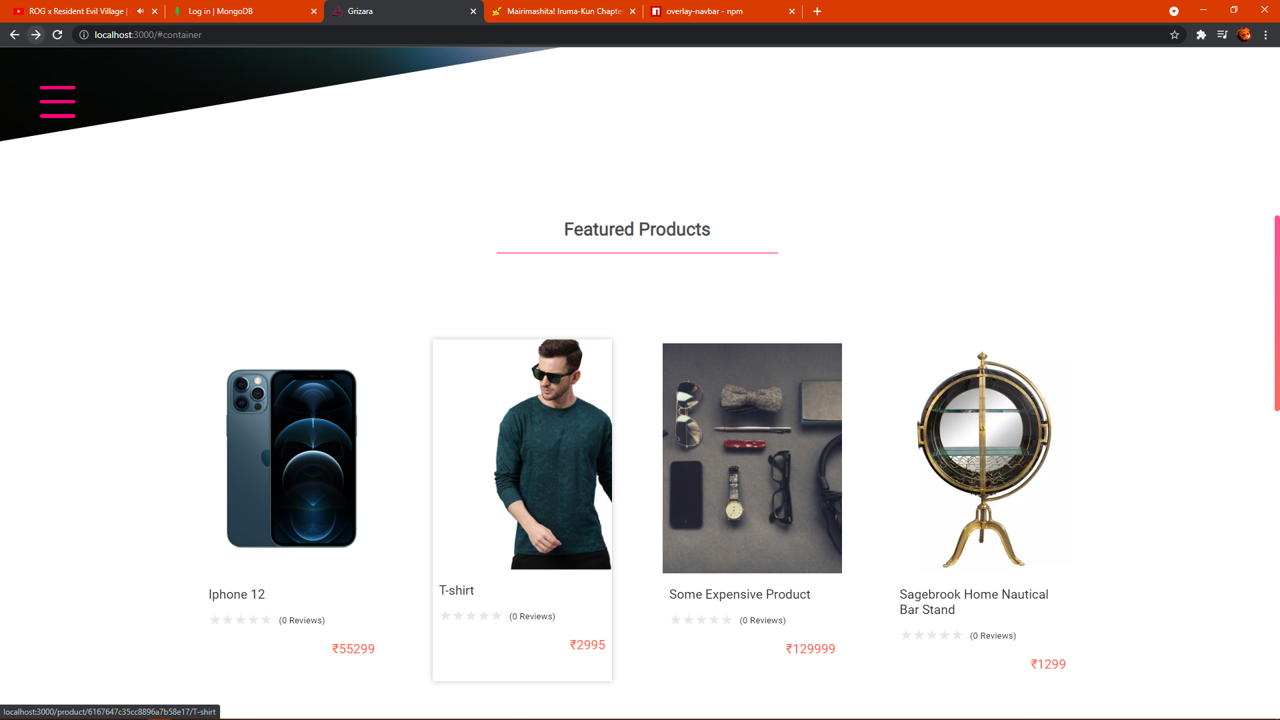 ROG x Resident Evil Village |
Log in | MongoDB
Grizara
Mairimashita! Iruma-Kun Chapte
overlay-navbar - npm
localhost:3000/#container
Featured Products
Iphone 12
(0 Reviews)
₹55299
T-shirt
(0 Reviews)
₹2995
Some Expensive Product
(0 Reviews)
₹129999
Sagebrook Home Nautical
Bar Stand
(0 Reviews)
₹1299
localhost:3000/product/6167647c35cc8896a7b58e17/T-shirt